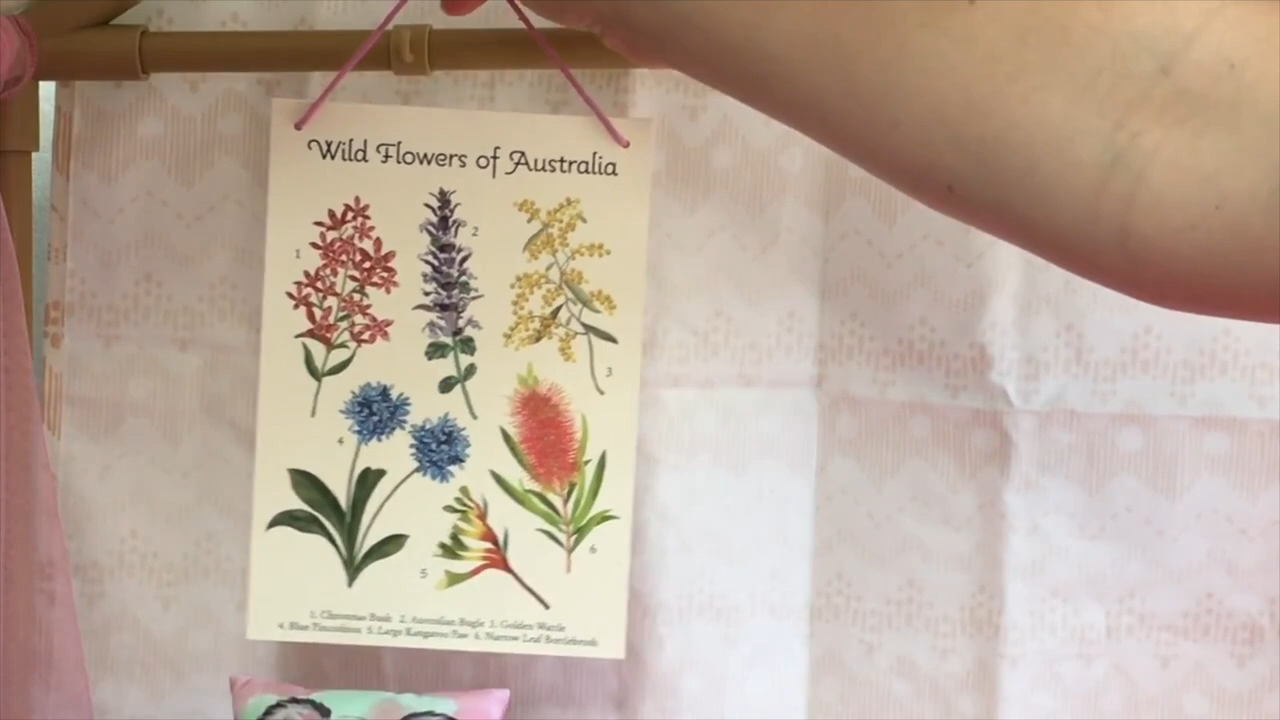 Wild Flowers of Australia
1
2
3
4
5
6
1. Christmas Bush 2. Australian Bugle 3. Golden Wattle
4. Blue Pincushions 5. Large Kangaroo Paw 6. Narrow Leaf Bottlebrush